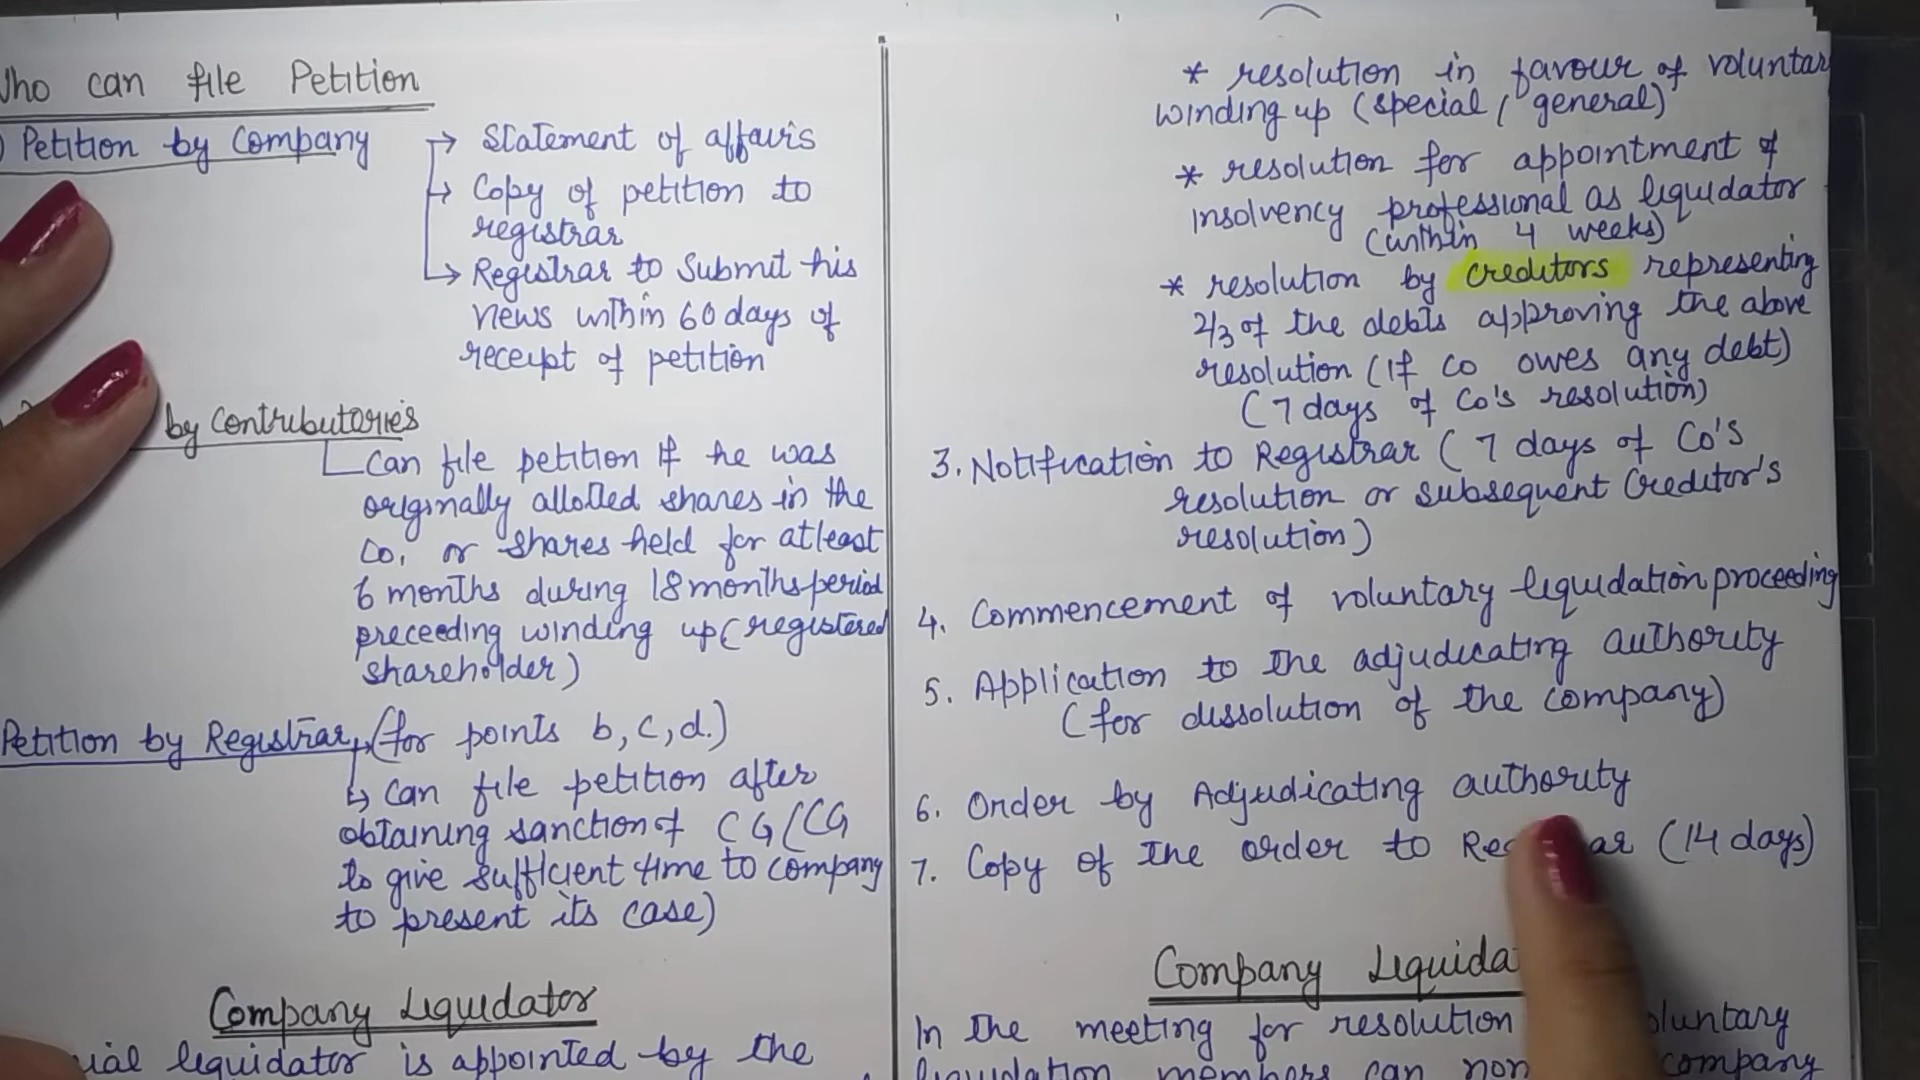 Who can file Petition
) Petition by Company
→ Statement of affairs
→ Copy of petition to
registrar
→ Registrar to submit his
views within 60 days of
receipt of petition
by contributories
can file petition if he was
originally allotted shares in the
Co, or shares held for atleast
6 months during 18 months period
preceeding winding up (registered
shareholder)
Petition by Registrar, (for points b, c, d.)
↳ can file petition after
obtaining sanction of CG (CG
to give sufficient time to company
to present its case)
Company Liquidator
liquidator is appointed by the
* resolution in favour of voluntar
winding up (special / general)
* resolution for appointment of
insolvency professional as liquidator
(within 4 weeks)
* resolution by creditors representing
2/3 of the debts approving the above
resolution (if co owes any debt)
(7 days of Co's resolution)
3. Notification to Registrar (7 days of Co's
resolution or subsequent Creditor's
resolution)
4. Commencement of voluntary liquidation proceeding
5. Application to the adjudicating authority
(for dissolution of the company)
6. Order by Adjudicating authority
7. Copy of the order to Reg ar (14 days)
Company Liquida
In the meeting for resolution oluntary
liquidation members can nom company